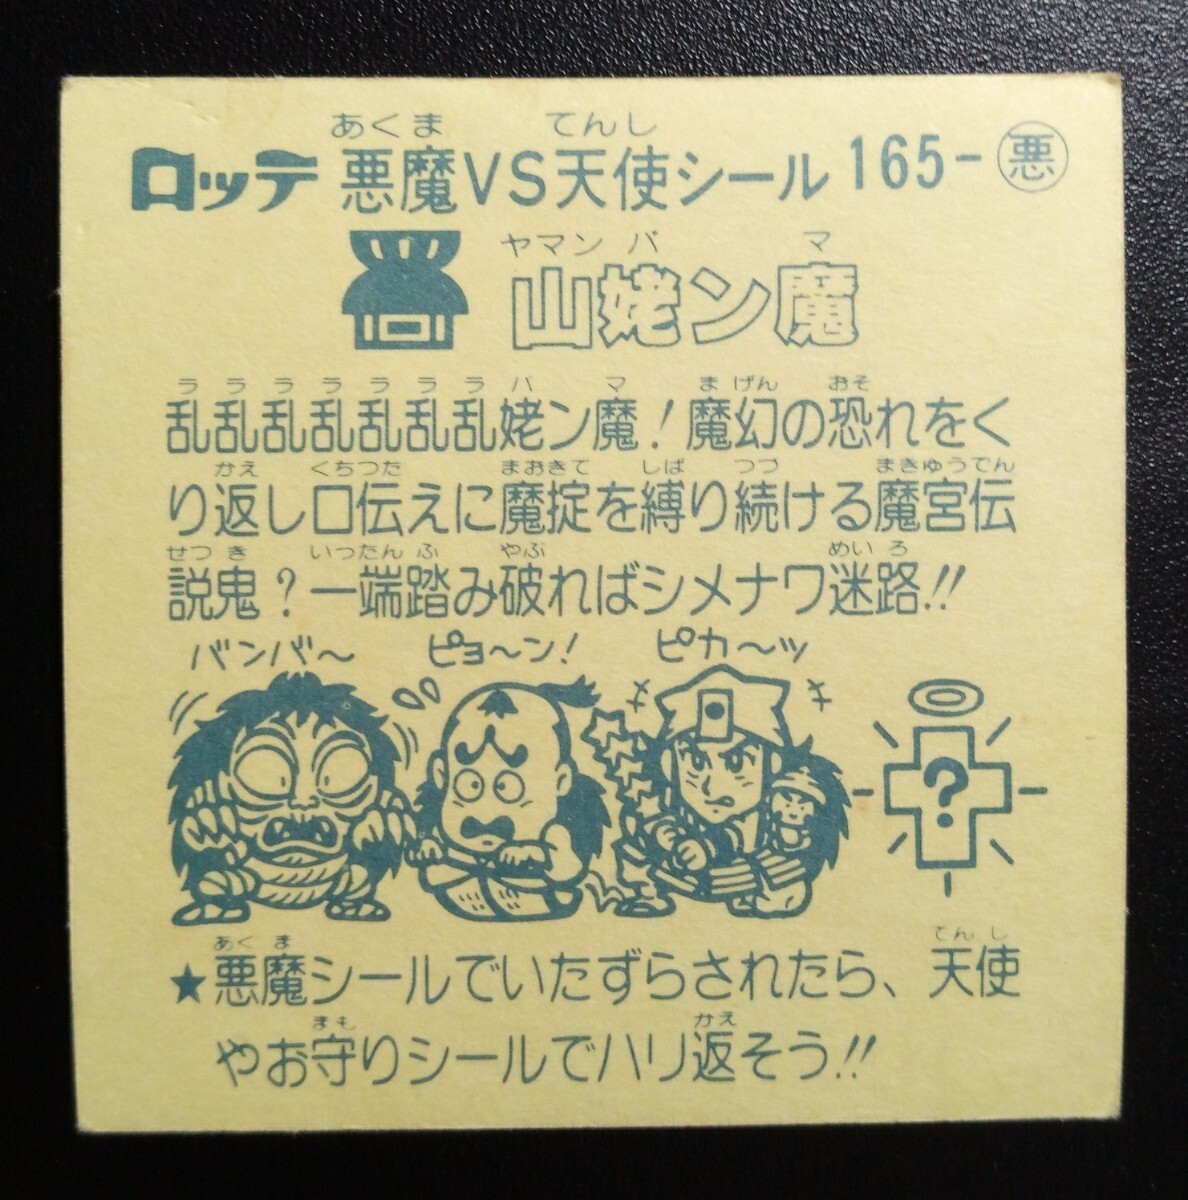 あくま てんし
ロッテ 悪魔VS天使シール 165-悪
ヤマンバ マ
山姥ン魔
ララララララララバ マ ま げん おそ
乱乱乱乱乱乱乱姥ン魔！魔幻の恐れをく
かえ くちつた まおきて しば つづ まきゅうでん
り返し口伝えに魔掟を縛り続ける魔宮伝
せつ き いったん ふ やぶ めい ろ
説鬼？一端踏み破ればシメナワ迷路!!
バンバ〜 ピョ〜ン! ピカ〜ッ
?
あく ま てん し
★悪魔シールでいたずらされたら、天使
まも かえ
やお守りシールでハリ返そう!!